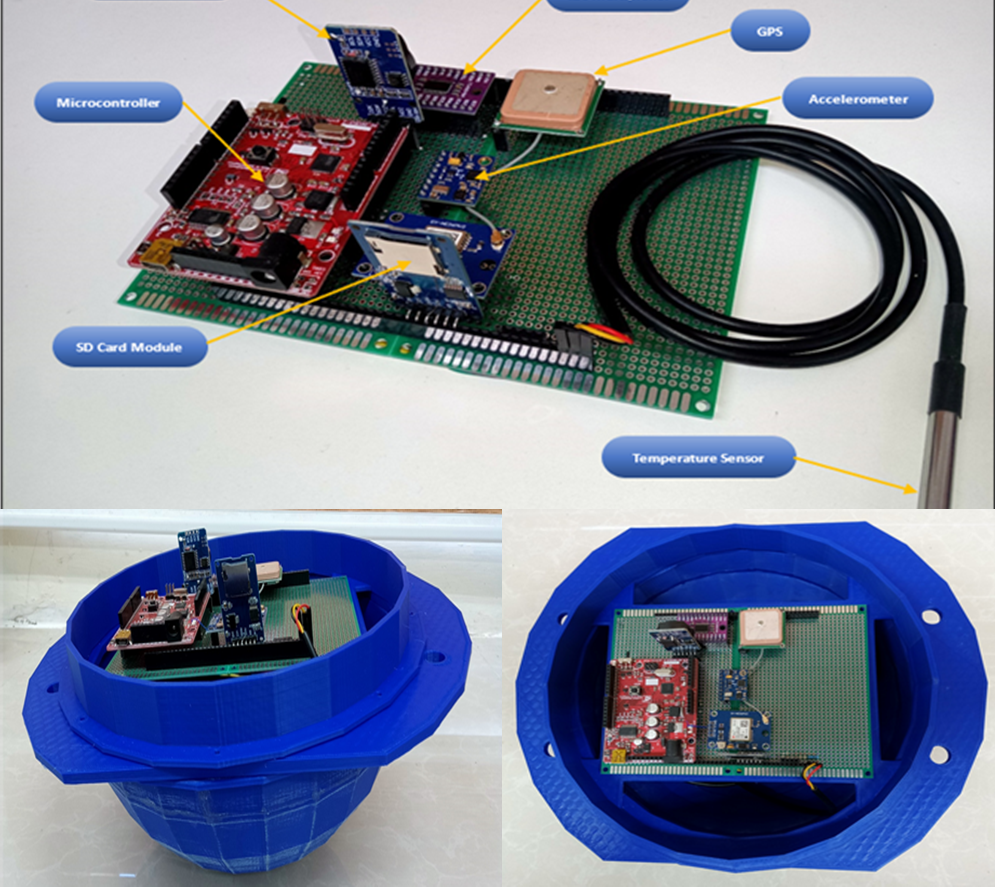 GPS
Microcontroller
Accelerometer
SD Card Module
Temperature Sensor